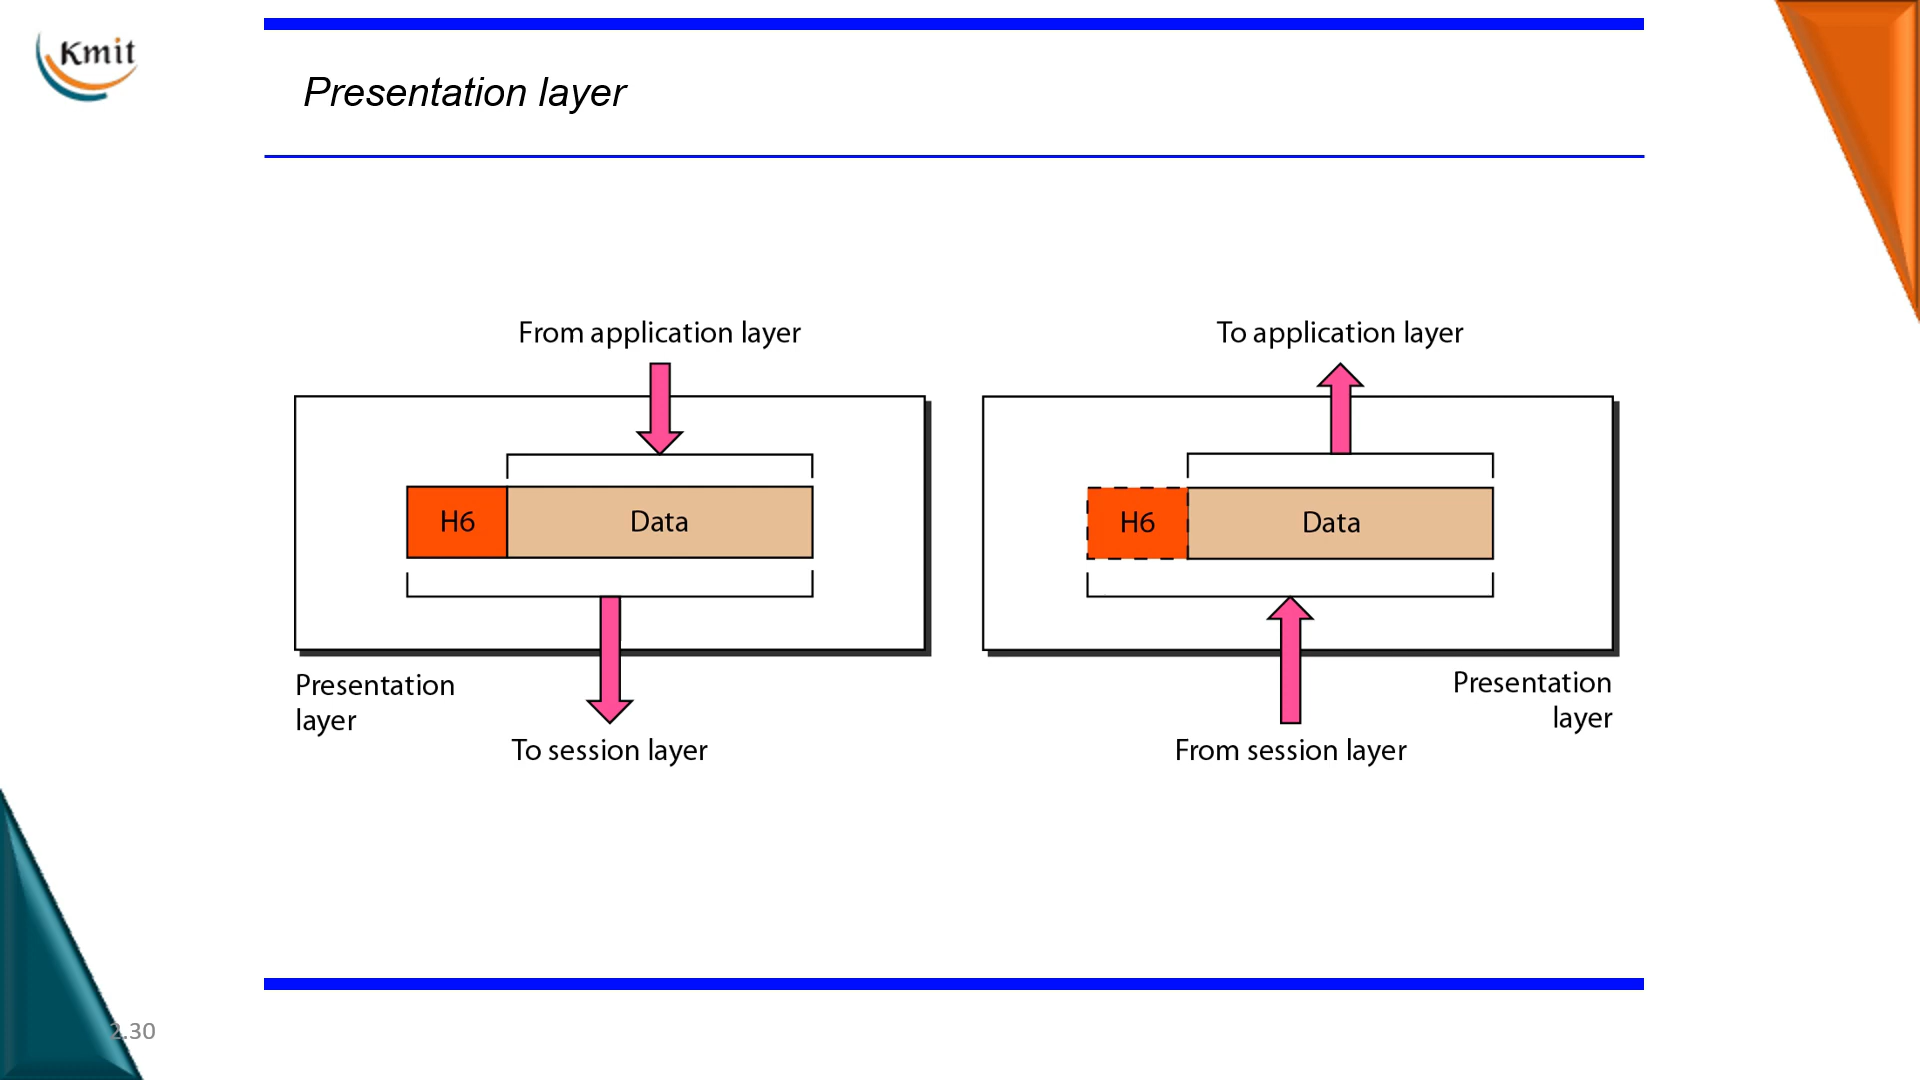 Kmit
Presentation layer
From application layer
To application layer
H6
Data
H6
Data
Presentation
layer
To session layer
From session layer
Presentation
layer
2.30